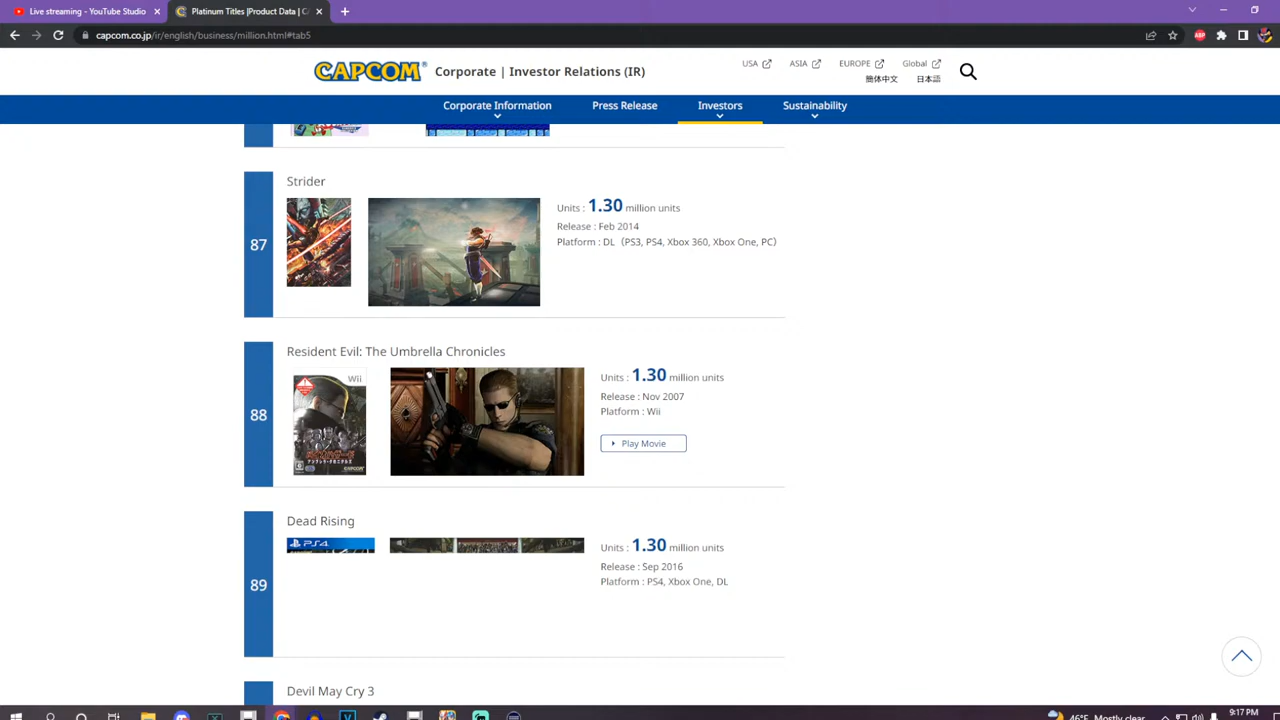 Live streaming - YouTube Studio
Platinum Titles |Product Data | C
capcom.co.jp/ir/english/business/million.html#tab5
ABP
CAPCOM
Corporate | Investor Relations (IR)
USA
ASIA
EUROPE
Global
简体中文
日本語
Corporate Information
Press Release
Investors
Sustainability
87
Strider
Units : 1.30 million units
Release : Feb 2014
Platform : DL（PS3, PS4, Xbox 360, Xbox One, PC）
88
Resident Evil: The Umbrella Chronicles
Wii
CAPCOM
Units : 1.30 million units
Release : Nov 2007
Platform : Wii
Play Movie
89
Dead Rising
PS4
Units : 1.30 million units
Release : Sep 2016
Platform : PS4, Xbox One, DL
Devil May Cry 3
46°F Mostly clear
9:17 PM